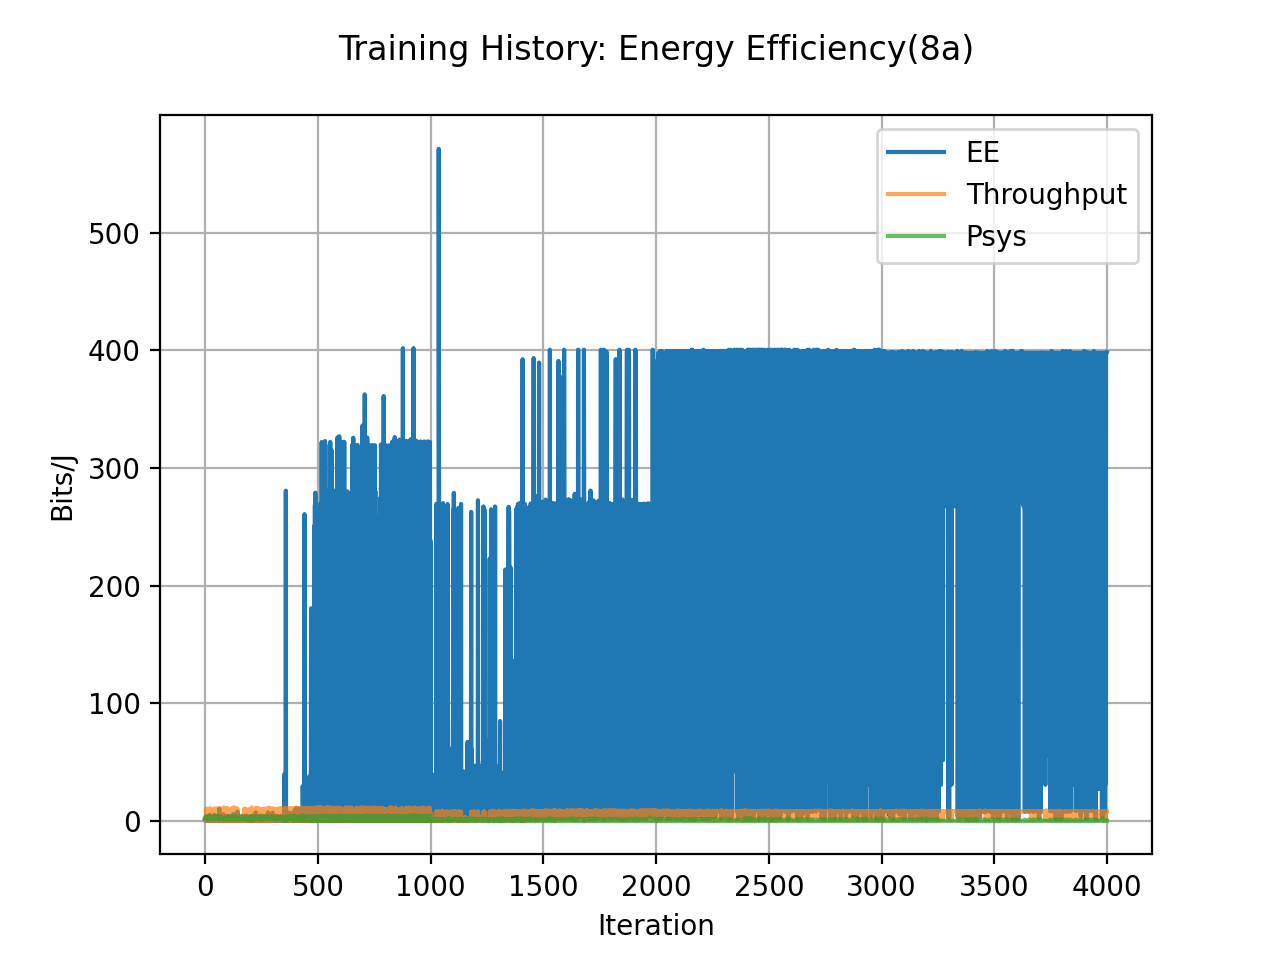 Training History: Energy Efficiency(8a)
EE
Throughput
Psys
Bits/J
500
400
300
200
100
0
0 500 1000 1500 2000 2500 3000 3500 4000
Iteration